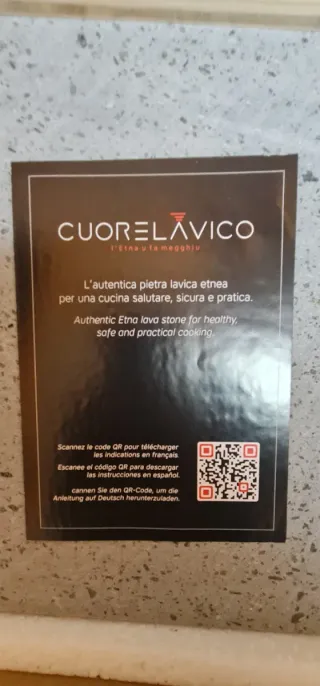 CUORELAVICO
l'Etna u fa megghiu
L'autentica pietra lavica etnea
per una cucina salutare, sicura e pratica.
Authentic Etna lava stone for healthy,
safe and practical cooking.
Scannez le code QR pour télécharger
les indications en français.
Escanee el código QR para descargar
las instrucciones en español.
cannen Sie den QR-Code, um die
Anleitung auf Deutsch herunterzuladen.